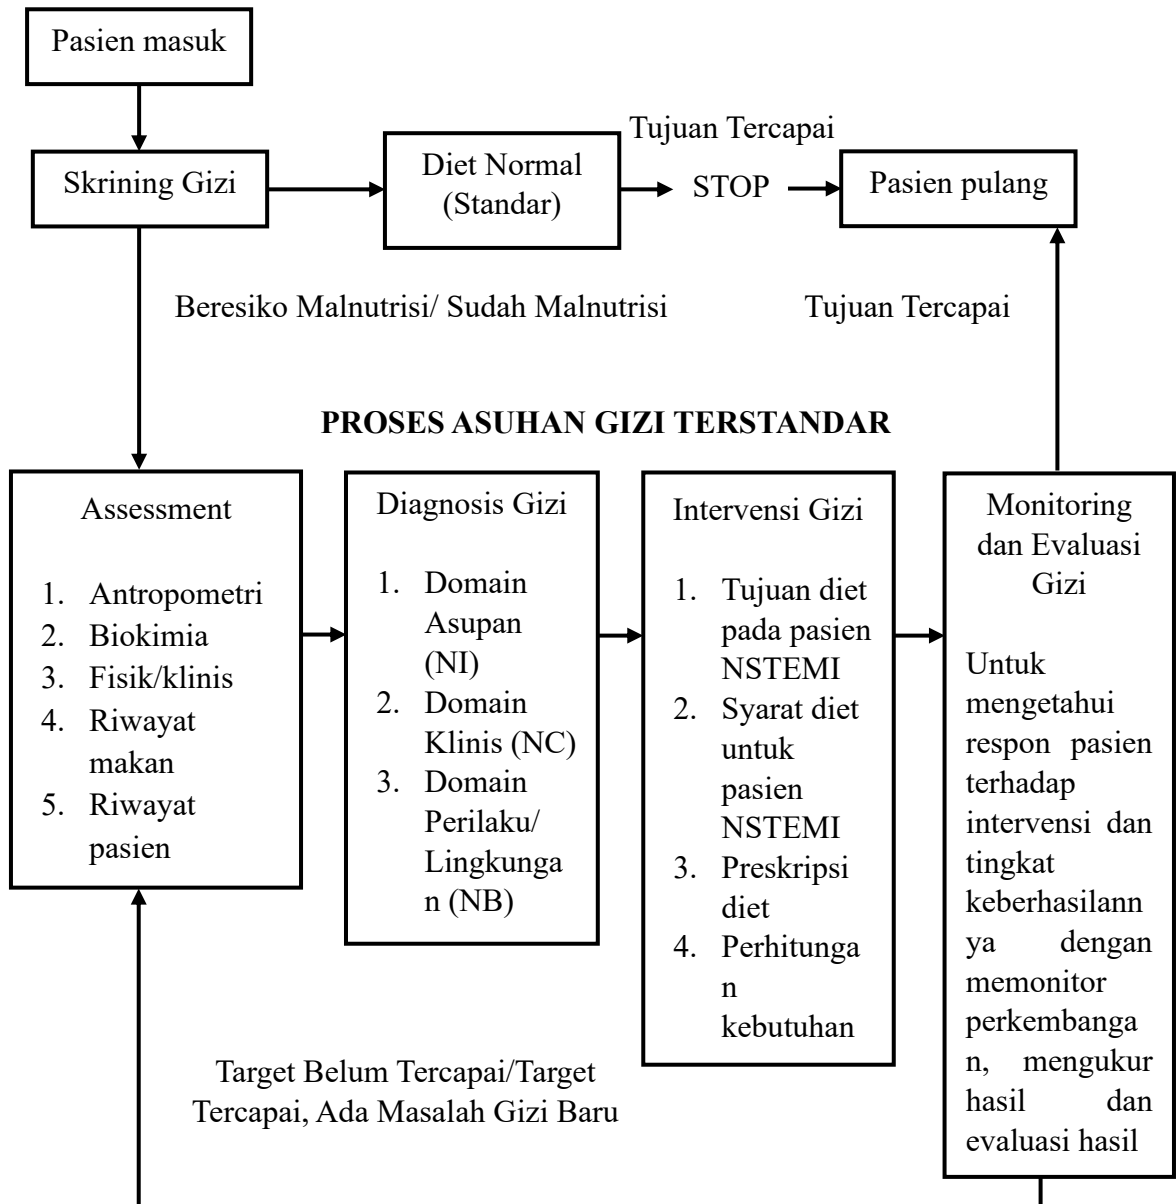 Pasien masuk
Tujuan Tercapai
Skrining Gizi
Diet Normal
(Standar)
STOP
Pasien pulang
Beresiko Malnutrisi/ Sudah Malnutrisi
Tujuan Tercapai
PROSES ASUHAN GIZI TERSTANDAR
Assessment
1. Antropometri
2. Biokimia
3. Fisik/klinis
4. Riwayat
makan
5. Riwayat
pasien
Diagnosis Gizi
1. Domain
Asupan
(NI)
2. Domain
Klinis (NC)
3. Domain
Perilaku/
Lingkunga
n (NB)
Intervensi Gizi
1. Tujuan diet
pada pasien
NSTEMI
2. Syarat diet
untuk
pasien
NSTEMI
3. Preskripsi
diet
4. Perhitunga
n
kebutuhan
Monitoring
dan Evaluasi
Gizi
Untuk
mengetahui
respon pasien
terhadap
intervensi dan
tingkat
keberhasilann
ya dengan
memonitor
perkembanga
n, mengukur
hasil dan
evaluasi hasil
Target Belum Tercapai/Target
Tercapai, Ada Masalah Gizi Baru